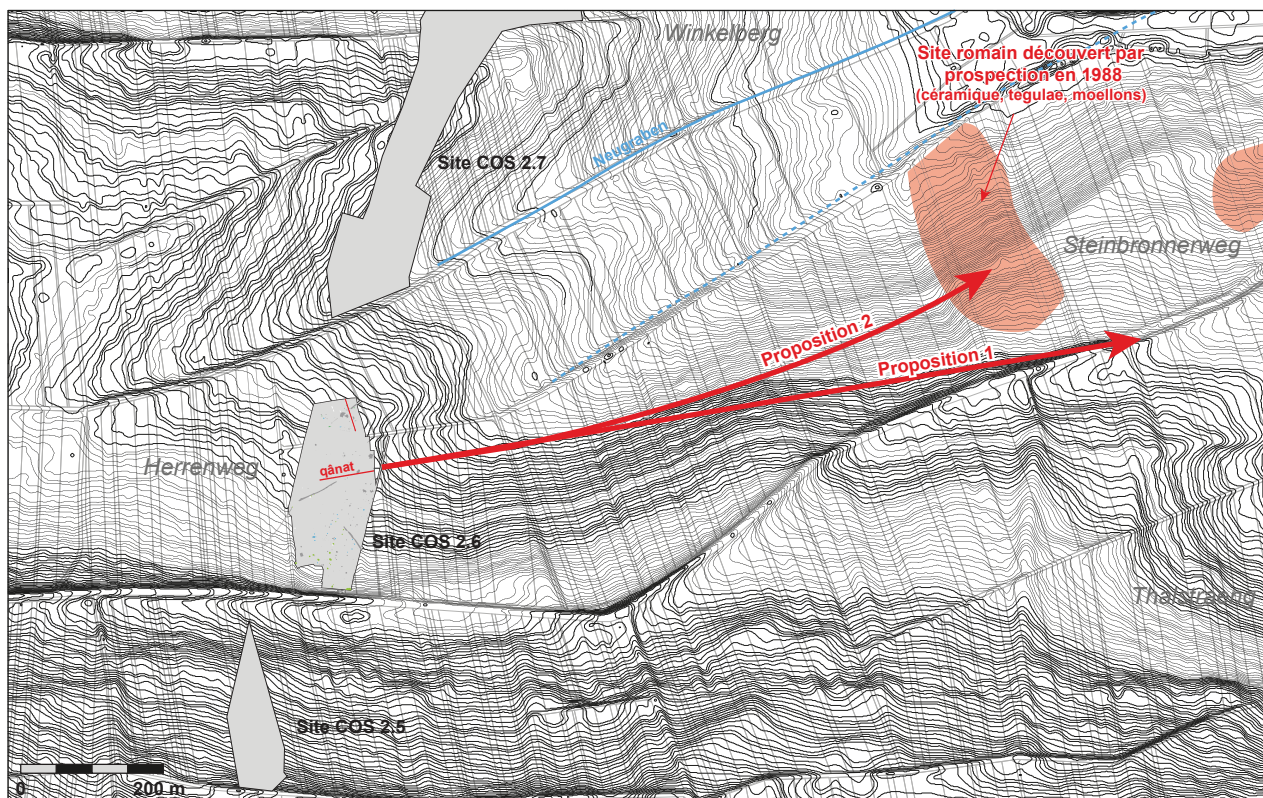 Winkelberg
Site romain découvert par
prospection en 1988
(céramique, tegulae, moellons)
Neugraben
Site COS 2.7
Steinbronnerweg
Proposition 2
Proposition 1
Herrenweg
qânat
Site COS 2.6
Thalstraeng
Site COS 2.5
0
200 m